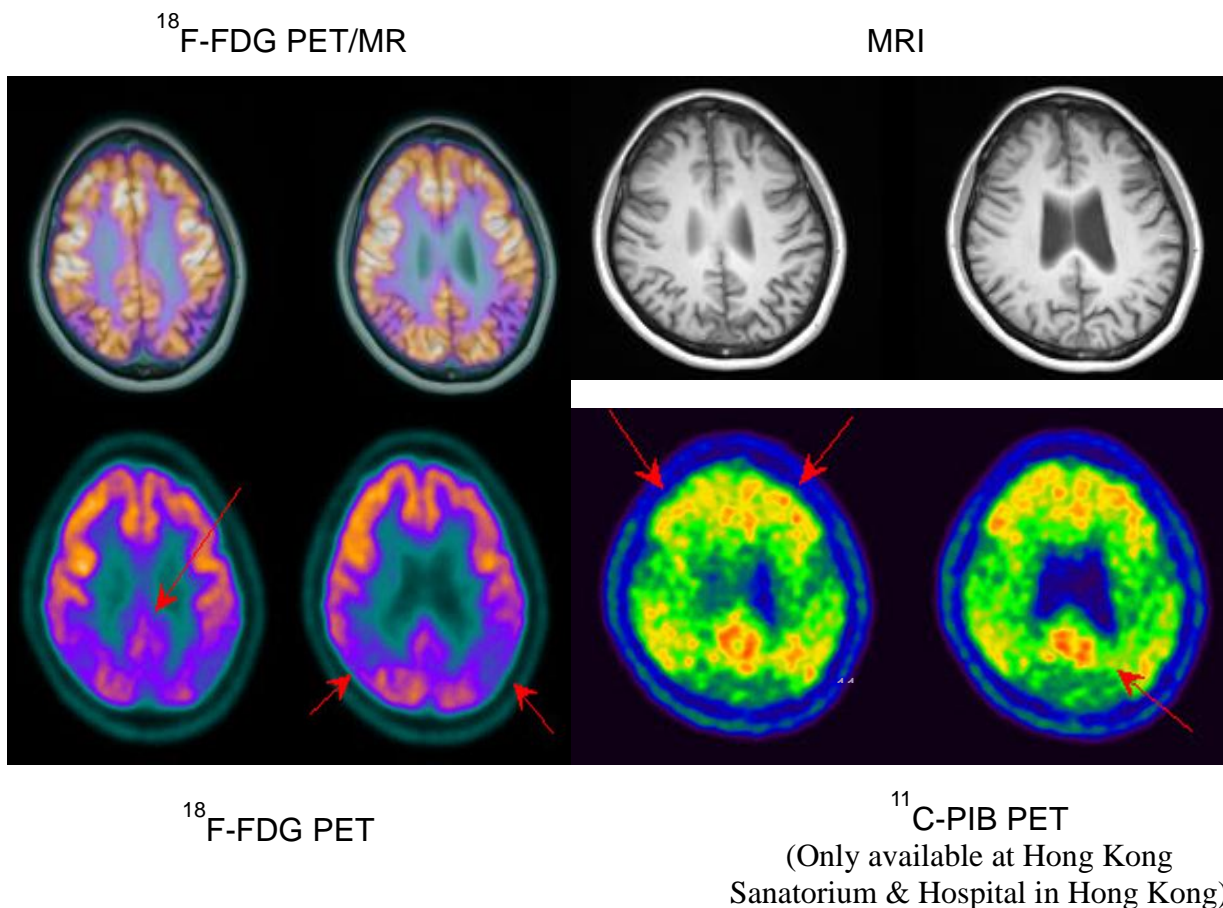 18F-FDG PET/MR
MRI
18F-FDG PET
11C-PIB PET
(Only available at Hong Kong
Sanatorium & Hospital in Hong Kong)